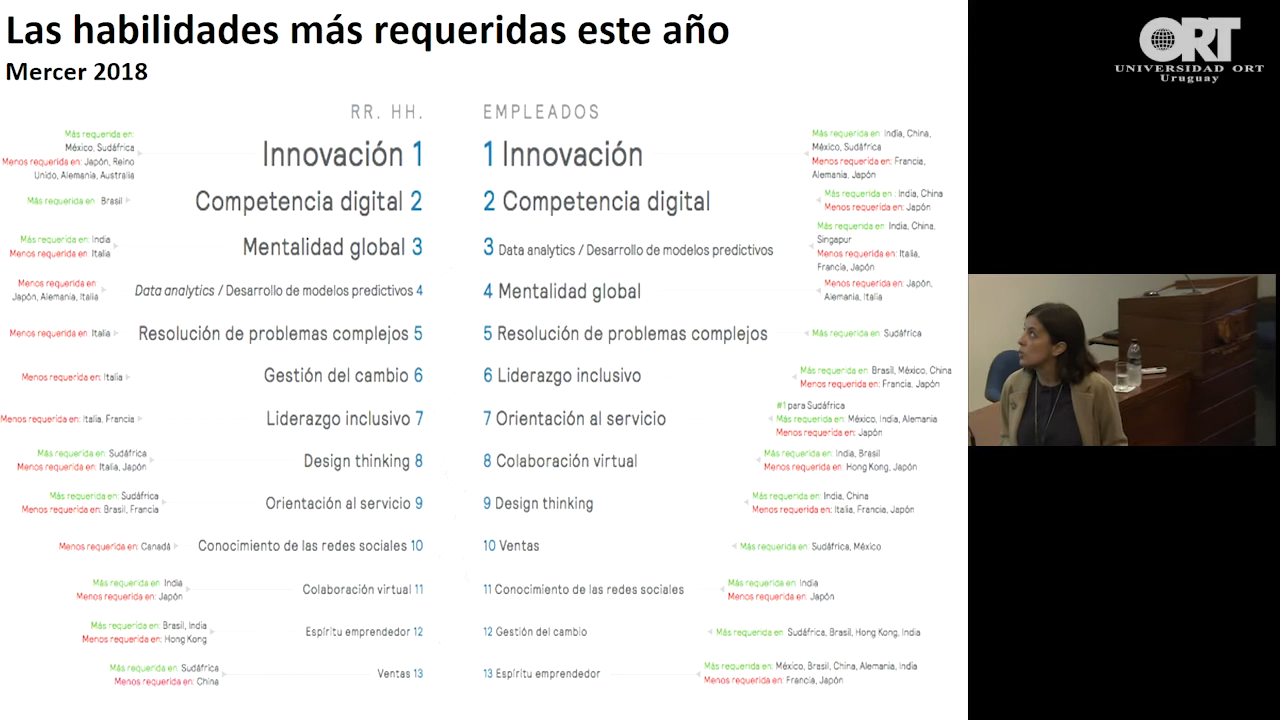 Las habilidades más requeridas este año
Mercer 2018
ORT
UNIVERSIDAD ORT
Uruguay
RR. HH.
EMPLEADOS
Más requerida en:
México, Sudáfrica
Menos requerida en: Japón, Reino
Unido, Alemania, Australia
Innovación 1
1 Innovación
Más requerida en: India, China,
México, Sudáfrica
Menos requerida en: Francia,
Alemania, Japón
Más requerida en: Brasil
Competencia digital 2
2 Competencia digital
Más requerida en : India, China
Menos requerida en: Japón
Más requerida en: India
Menos requerida en: Italia
Mentalidad global 3
3 Data analytics / Desarrollo de modelos predictivos
Más requerida en: India, China,
Singapur
Menos requerida en: Italia,
Francia, Japón
Menos requerida en:
Japón, Alemania, Italia
Data analytics / Desarrollo de modelos predictivos 4
4 Mentalidad global
Menos requerida en: Japón,
Alemania, Italia
Menos requerida en: Italia
Resolución de problemas complejos 5
5 Resolución de problemas complejos
Más requerida en: Sudáfrica
Menos requerida en: Italia
Gestión del cambio 6
6 Liderazgo inclusivo
Más requerida en: Brasil, México, China
Menos requerida en: Francia, Japón
Menos requerida en: Italia, Francia
Liderazgo inclusivo 7
7 Orientación al servicio
#1 para Sudáfrica
Más requerida en: México, India, Alemania
Menos requerida en: Japón
Más requerida en: Sudáfrica
Menos requerida en: Italia, Japón
Design thinking 8
8 Colaboración virtual
Más requerida en: India, Brasil
Menos requerida en: Hong Kong, Japón
Más requerida en: Sudáfrica
Menos requerida en: Brasil, Francia
Orientación al servicio 9
9 Design thinking
Más requerida en: India, China
Menos requerida en: Italia, Francia, Japón
Menos requerida en: Canadá
Conocimiento de las redes sociales 10
10 Ventas
Más requerida en: Sudáfrica, México
Más requerida en: India
Menos requerida en: Japón
Colaboración virtual 11
11 Conocimiento de las redes sociales
Más requerida en: India
Menos requerida en: Japón
Más requerida en: Brasil, India
Menos requerida en: Hong Kong
Espíritu emprendedor 12
12 Gestión del cambio
Más requerida en: Sudáfrica, Brasil, Hong Kong, India
Más requerida en: Sudáfrica
Menos requerida en: China
Ventas 13
13 Espíritu emprendedor
Más requerida en: México, Brasil, China, Alemania, India
Menos requerida en: Francia, Japón